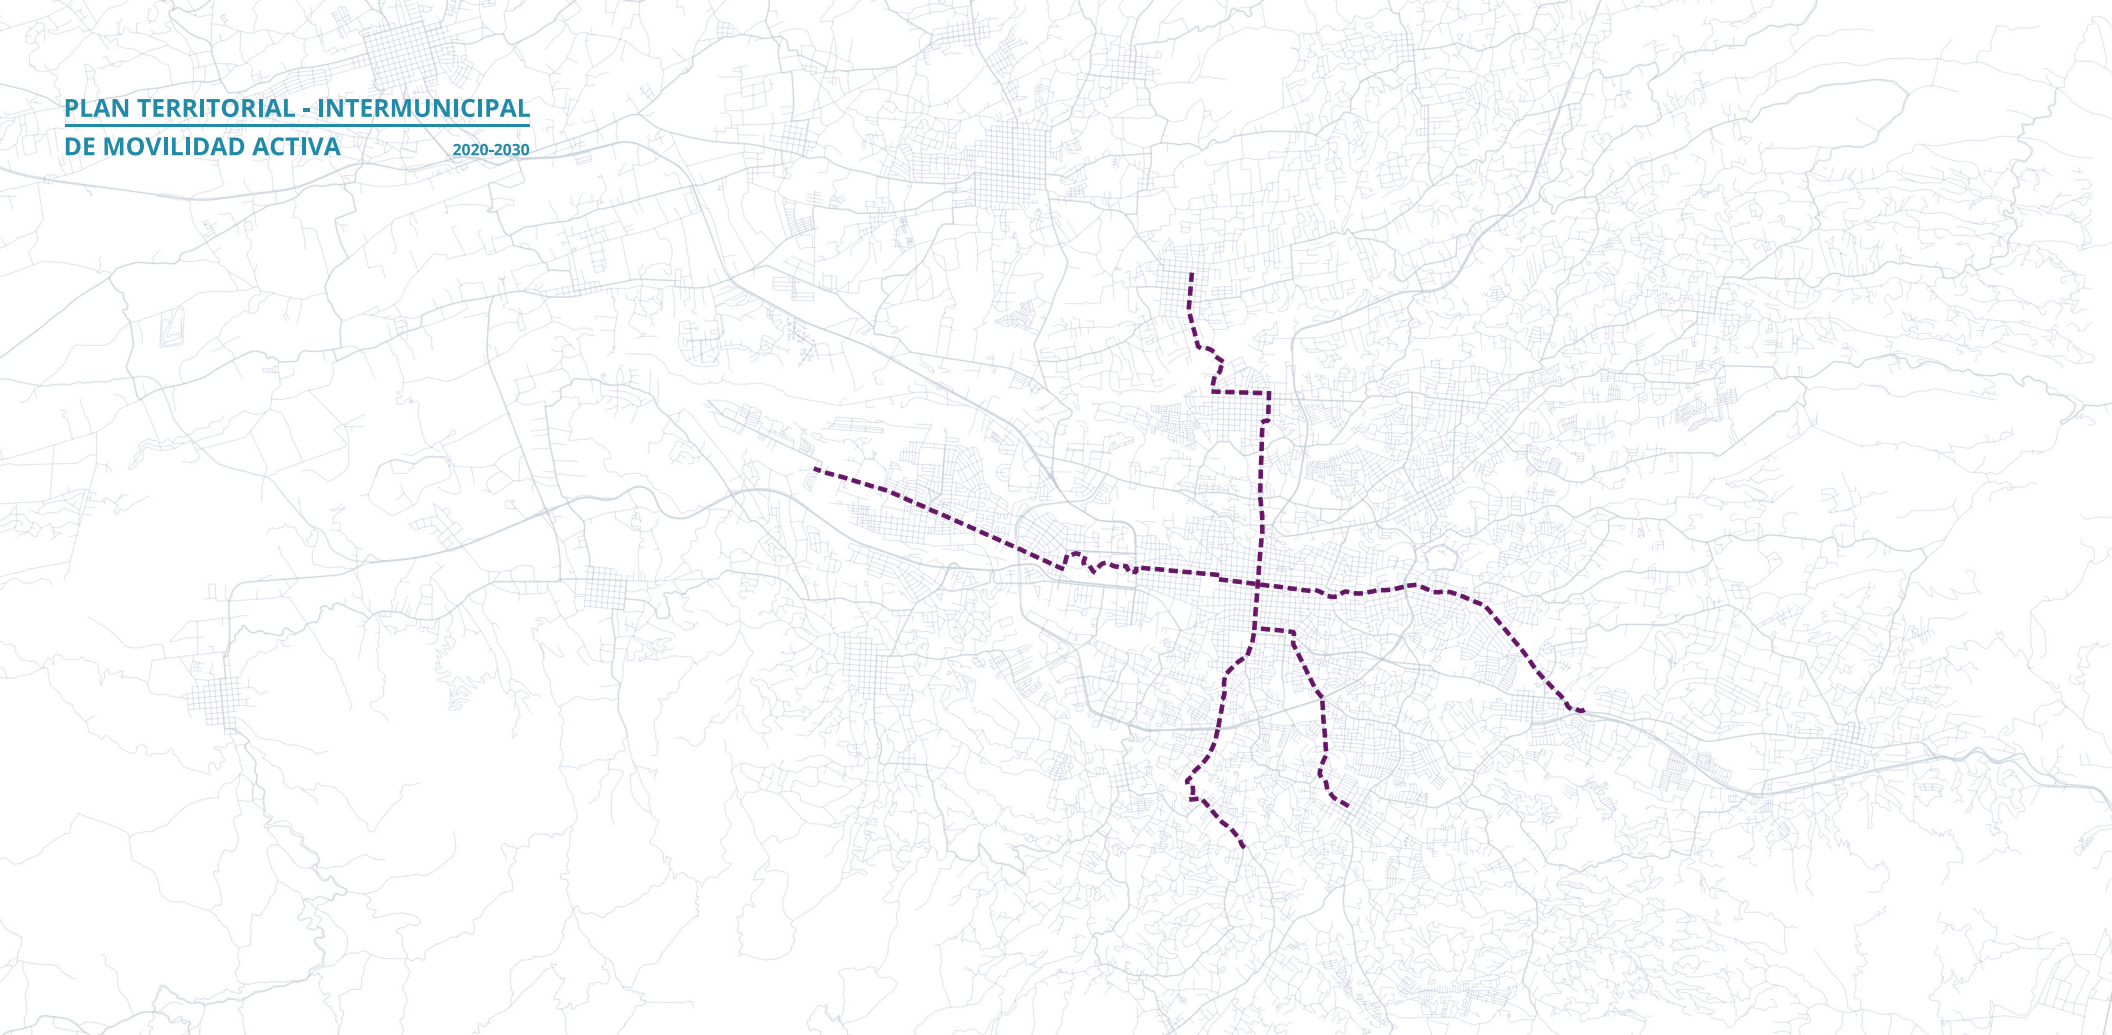 PLAN TERRITORIAL - INTERMUNICIPAL
DE MOVILIDAD ACTIVA 2020-2030